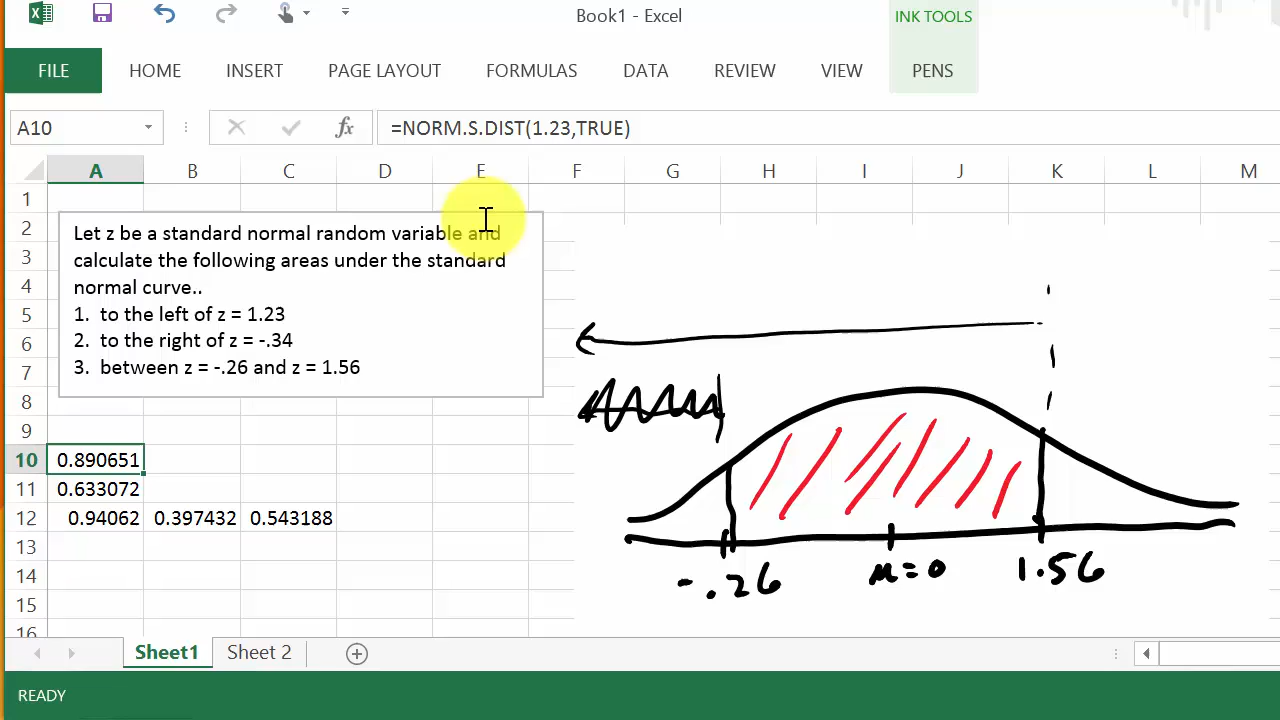 Book1 - Excel
INK TOOLS
FILE HOME INSERT PAGE LAYOUT FORMULAS DATA REVIEW VIEW PENS
A10 fx =NORM.S.DIST(1.23,TRUE)
A B C D E F G H I J K L M
1
2
3
4
5
6
7
8
9
Let z be a standard normal random variable and
calculate the following areas under the standard
normal curve..
1. to the left of z = 1.23
2. to the right of z = -.34
3. between z = -.26 and z = 1.56
10 0.890651
11 0.633072
12 0.94062 0.397432 0.543188
13
14
15
16
-.26 μ=0 1.56
Sheet1 Sheet 2
READY